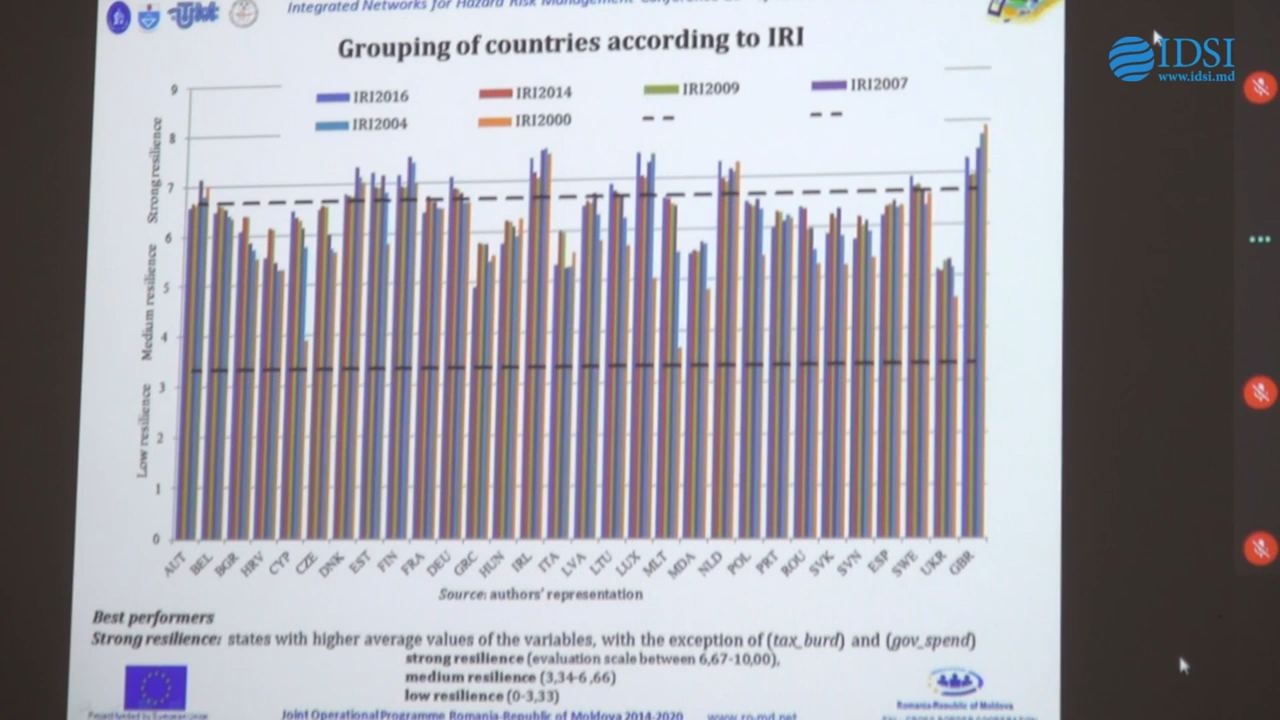 Integrated Networks for Hazard Risk Management
Grouping of countries according to IRI
IDSI
www.idsi.md
IRI2016
IRI2014
IRI2009
IRI2007
IRI2004
IRI2000
Strong resilience
Medium resilience
Low resilience
9
8
7
6
5
4
3
2
1
0
AUT BEL BGR HRV CYP CZE DNK EST FIN FRA DEU GRC HUN IRL ITA LVA LTU LUX MLT MDA NLD POL PRT ROU SVK SVN ESP SWE UKR GBR
Source: authors' representation
Best performers
Strong resilience: states with higher average values of the variables, with the exception of (tax_burd) and (gov_spend)
strong resilience (evaluation scale between 6,67-10,00),
medium resilience (3,34-6,66)
low resilience (0-3,33)
Project funded by European Union
Joint Operational Programme Romania-Republic of Moldova 2014-2020 www.ro-md.net
Romania-Republic of Moldova